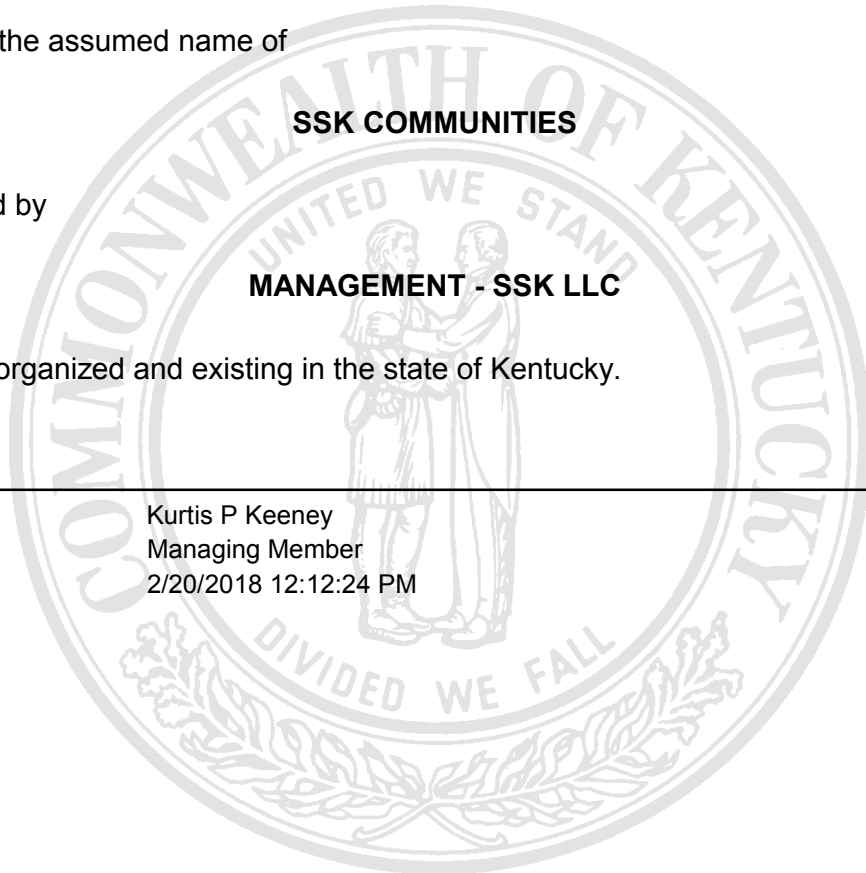 the assumed name of
SSK COMMUNITIES
d by
MANAGEMENT - SSK LLC
organized and existing in the state of Kentucky.
Kurtis P Keeney
Managing Member
2/20/2018 12:12:24 PM
COMMONWEALTH OF KENTUCKY
UNITED WE STAND
DIVIDED WE FALL